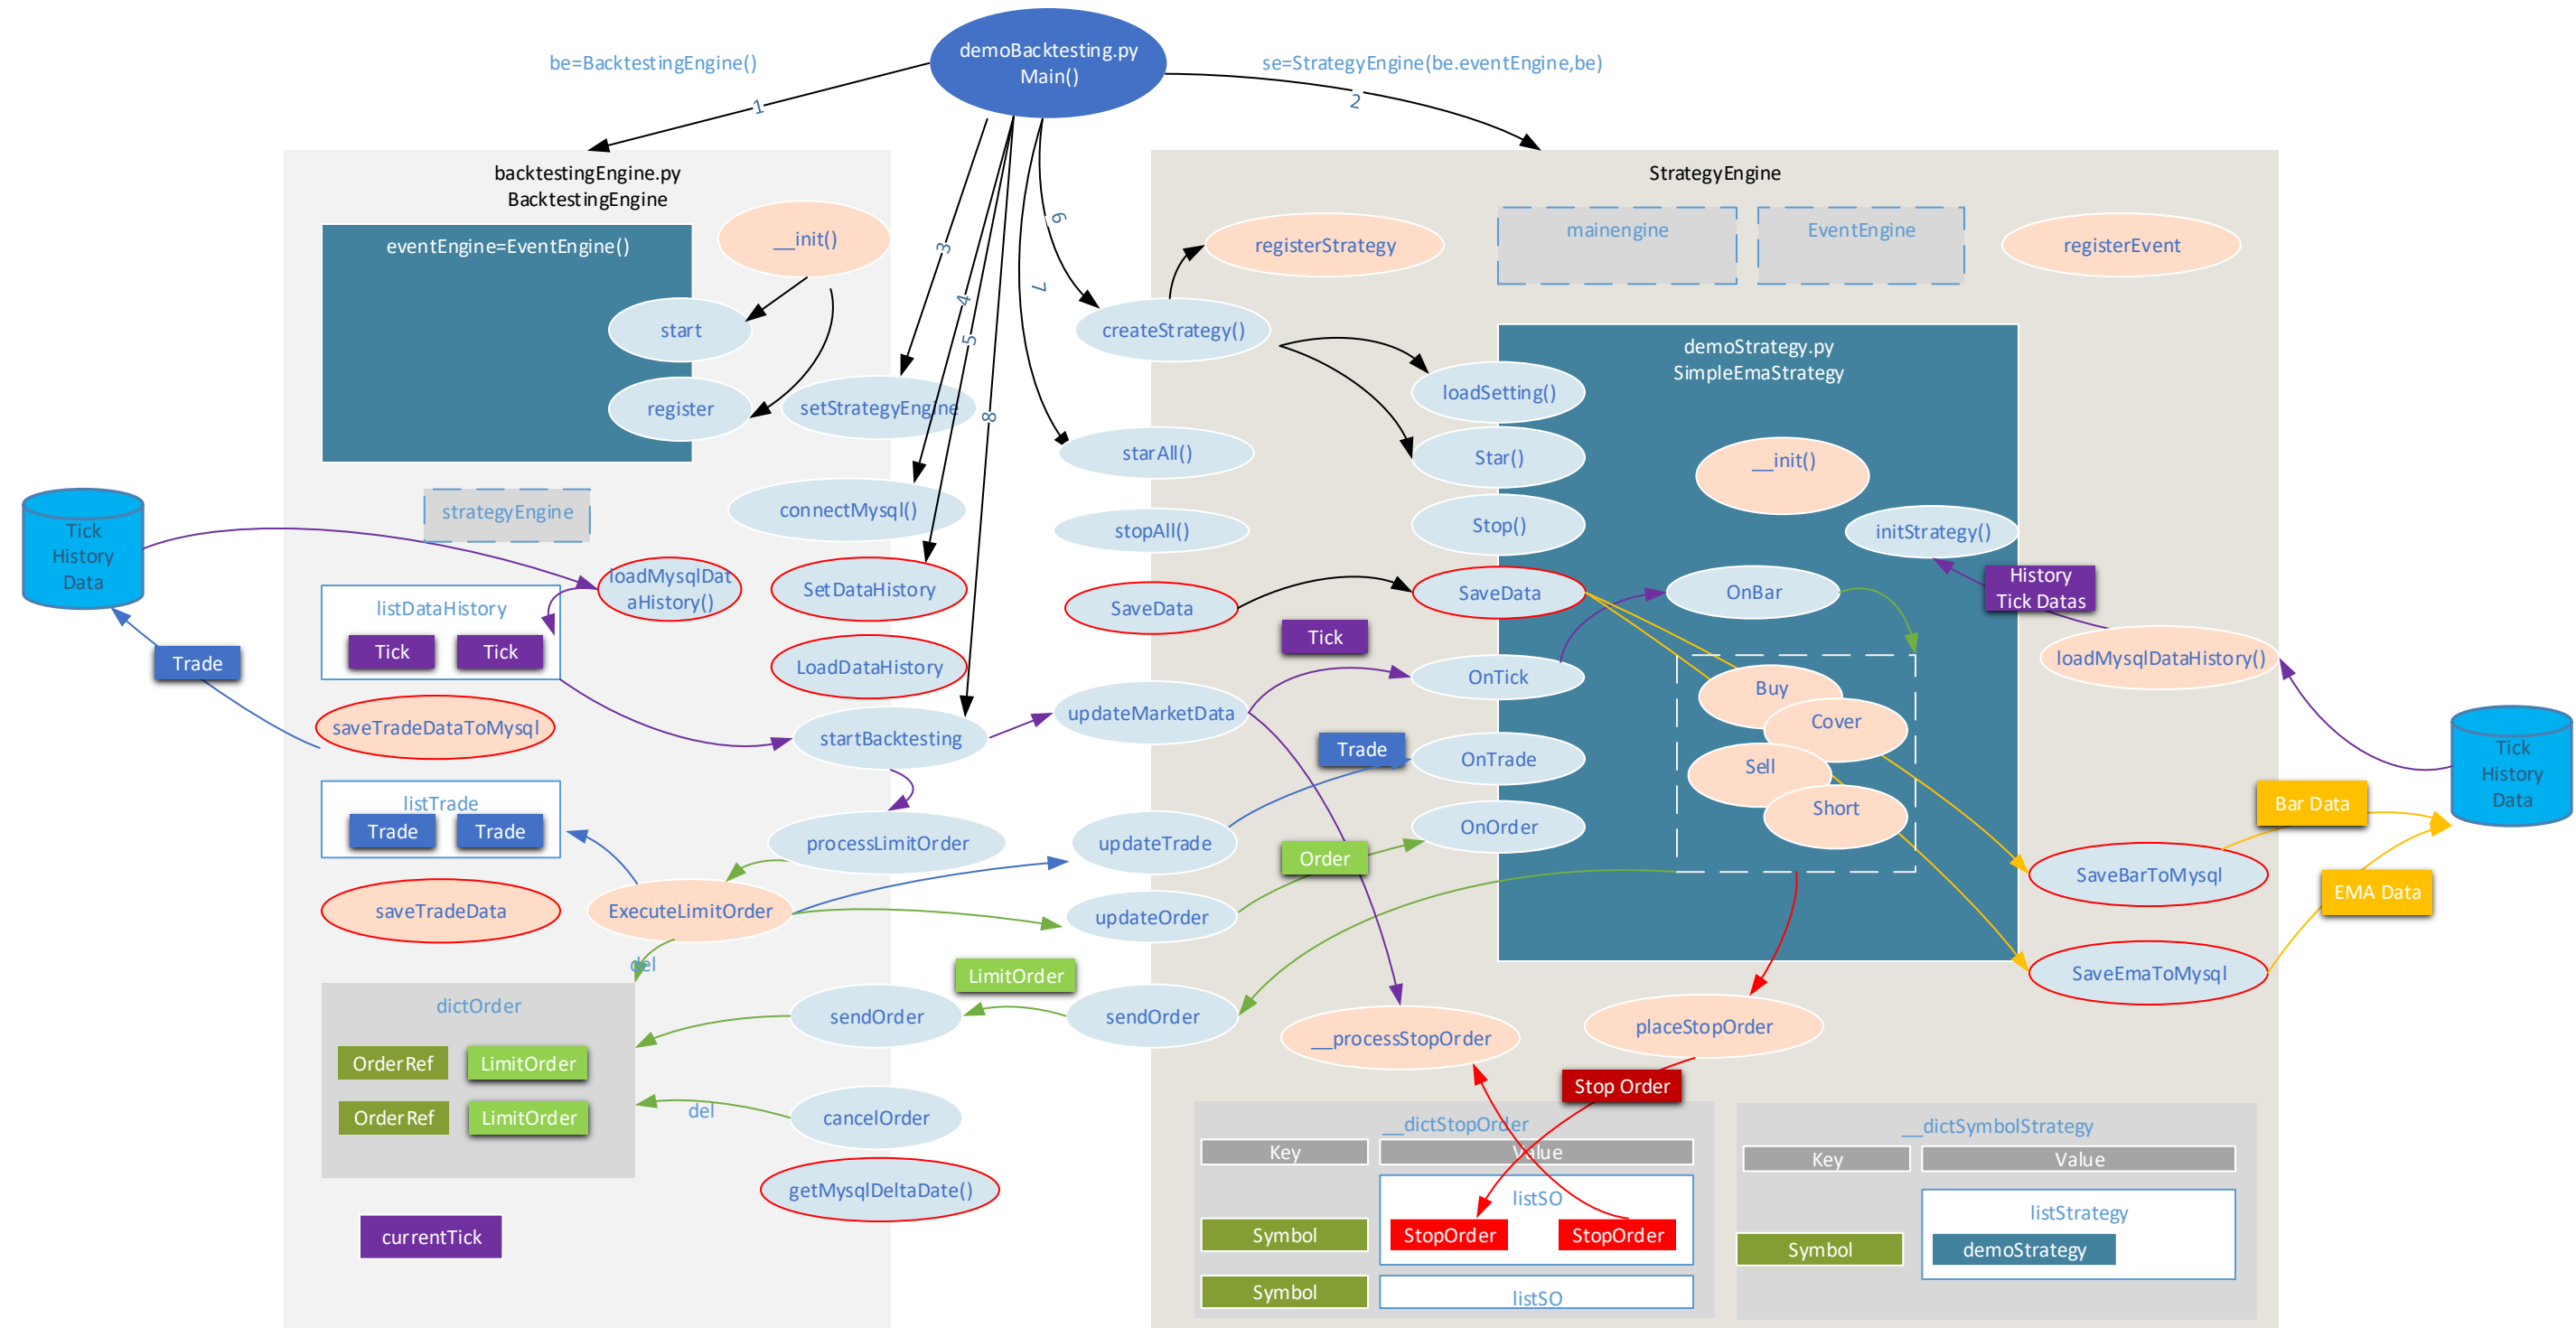 demoBacktesting.py
Main()
be=BacktestingEngine()
se=StrategyEngine(be.eventEngine,be)
1
2
3
4
5
6
7
8
backtestingEngine.py
BacktestingEngine
eventEngine=EventEngine()
__init()
start
register
setStrategyEngine
strategyEngine
connectMysql()
Tick
History
Data
loadMysqlDat
aHistory()
SetDataHistory
listDataHistory
Tick
Tick
Trade
LoadDataHistory
saveTradeDataToMysql
startBacktesting
listTrade
Trade
Trade
processLimitOrder
saveTradeData
ExecuteLimitOrder
del
dictOrder
OrderRef
LimitOrder
OrderRef
LimitOrder
sendOrder
del
cancelOrder
getMysqlDeltaDate()
currentTick
StrategyEngine
registerStrategy
mainengine
EventEngine
registerEvent
createStrategy()
starAll()
stopAll()
SaveData
updateMarketData
updateTrade
updateOrder
LimitOrder
sendOrder
demoStrategy.py
SimpleEmaStrategy
loadSetting()
Star()
Stop()
SaveData
__init()
initStrategy()
OnBar
History
Tick Datas
Tick
OnTick
Trade
OnTrade
Order
OnOrder
Buy
Cover
Sell
Short
loadMysqlDataHistory()
Tick
History
Data
Bar Data
SaveBarToMysql
EMA Data
SaveEmaToMysql
__processStopOrder
placeStopOrder
Stop Order
__dictStopOrder
Key
Value
listSO
Symbol
StopOrder
StopOrder
Symbol
listSO
__dictSymbolStrategy
Key
Value
listStrategy
Symbol
demoStrategy